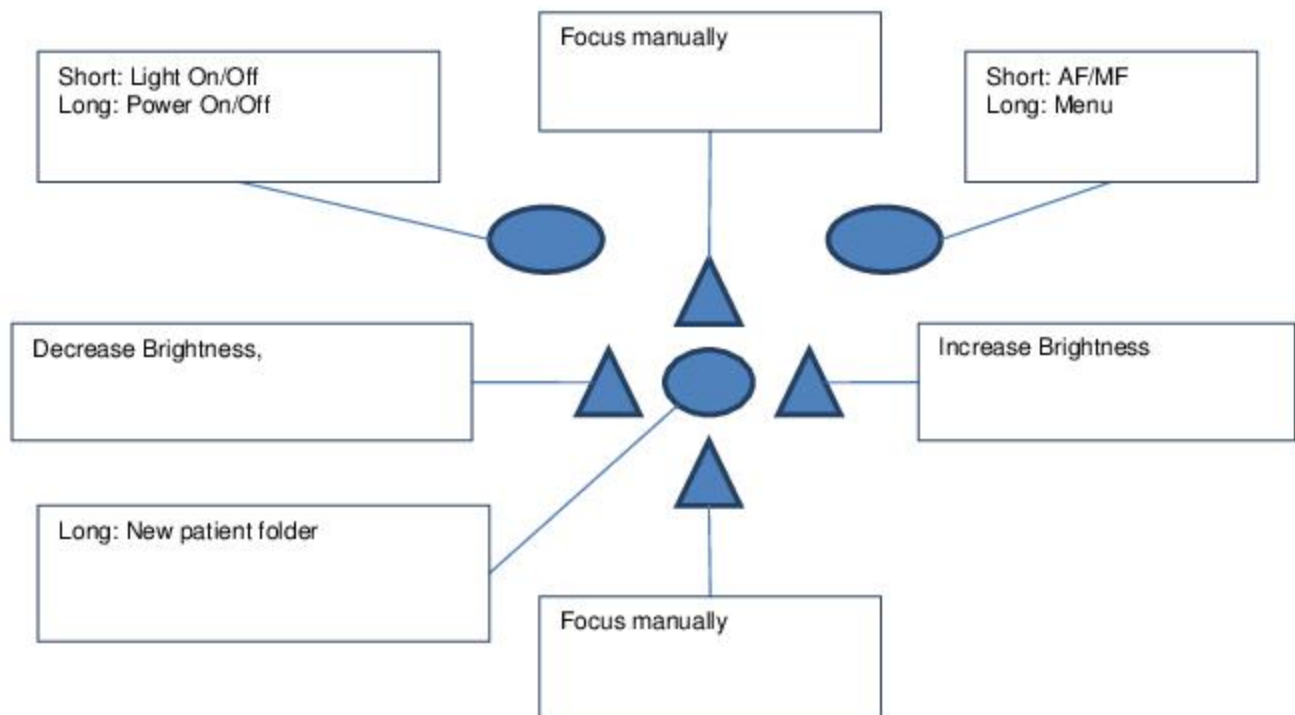 Focus manually
Short: Light On/Off
Long: Power On/Off
Short: AF/MF
Long: Menu
Decrease Brightness,
Increase Brightness
Long: New patient folder
Focus manually